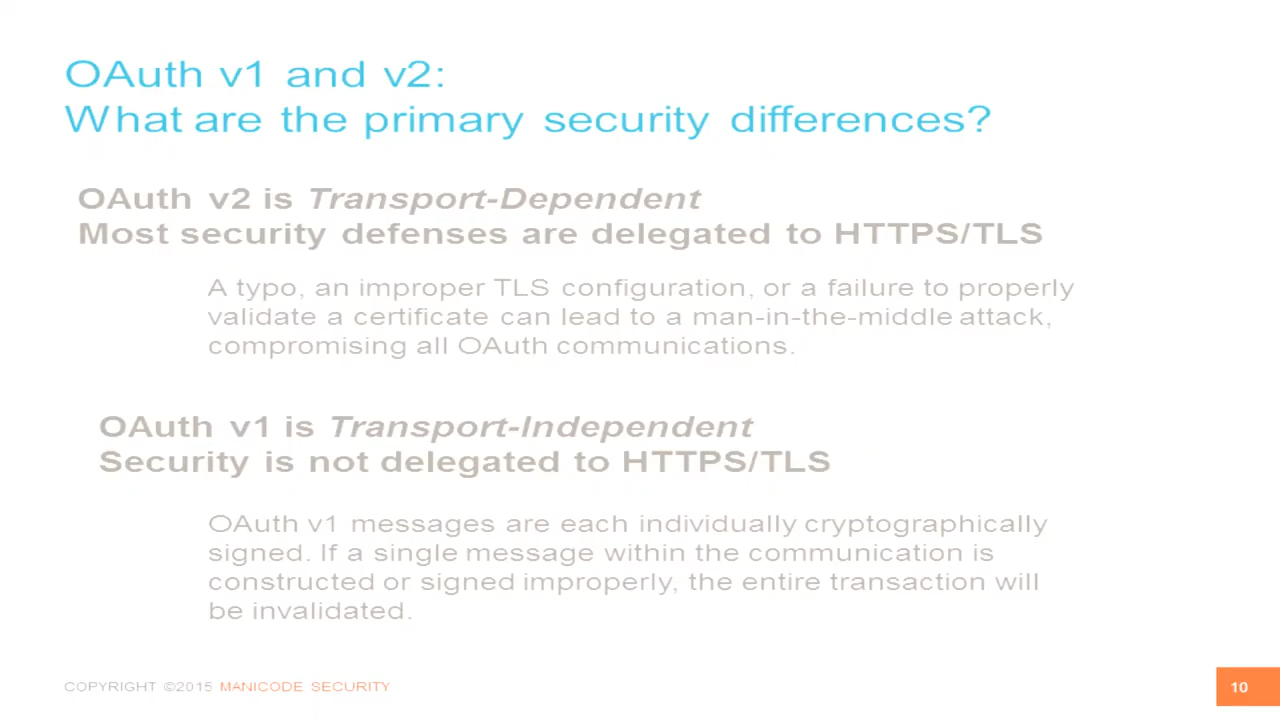 OAuth v1 and v2:
What are the primary security differences?
OAuth v2 is Transport-Dependent
Most security defenses are delegated to HTTPS/TLS
A typo, an improper TLS configuration, or a failure to properly
validate a certificate can lead to a man-in-the-middle attack,
compromising all OAuth communications.
OAuth v1 is Transport-Independent
Security is not delegated to HTTPS/TLS
OAuth v1 messages are each individually cryptographically
signed. If a single message within the communication is
constructed or signed improperly, the entire transaction will
be invalidated.
COPYRIGHT ©2015 MANICODE SECURITY
10